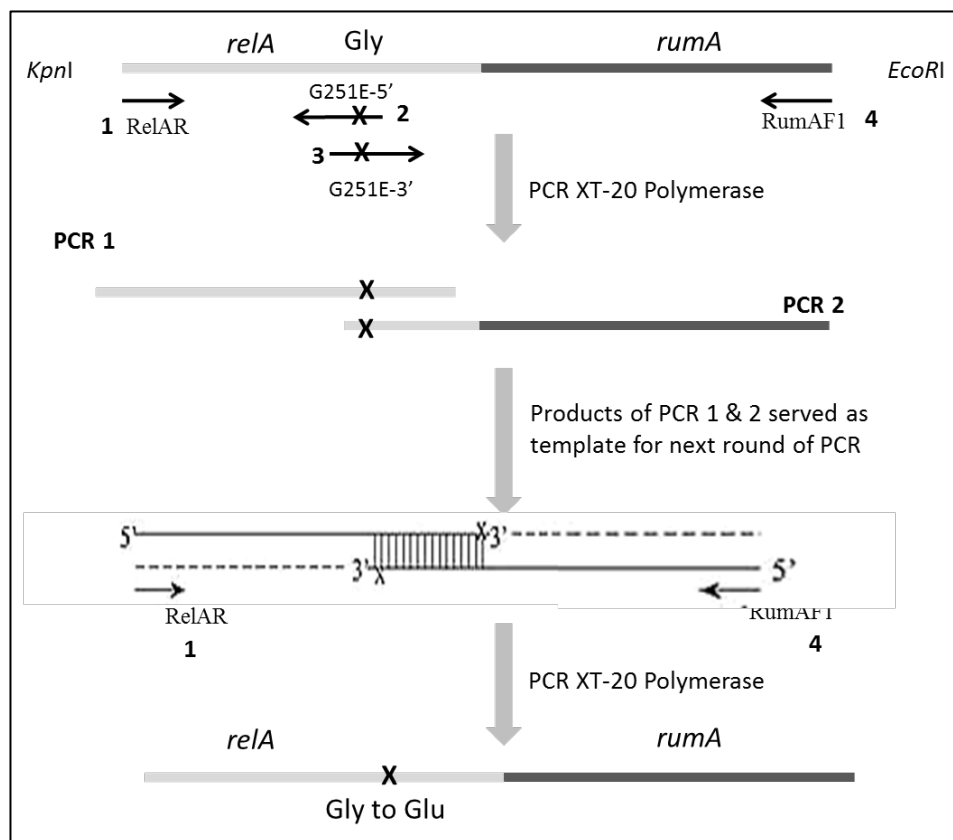 relA Gly rumA
KpnI EcoRI
G251E-5’
X 2
1 RelAR RumAF1 4
3 X
G251E-3’
PCR XT-20 Polymerase
PCR 1
X
PCR 2
X
Products of PCR 1 & 2 served as
template for next round of PCR
5’ X 3’
3’ X 5’
RelAR RumAF1
1 4
PCR XT-20 Polymerase
relA rumA
X
Gly to Glu